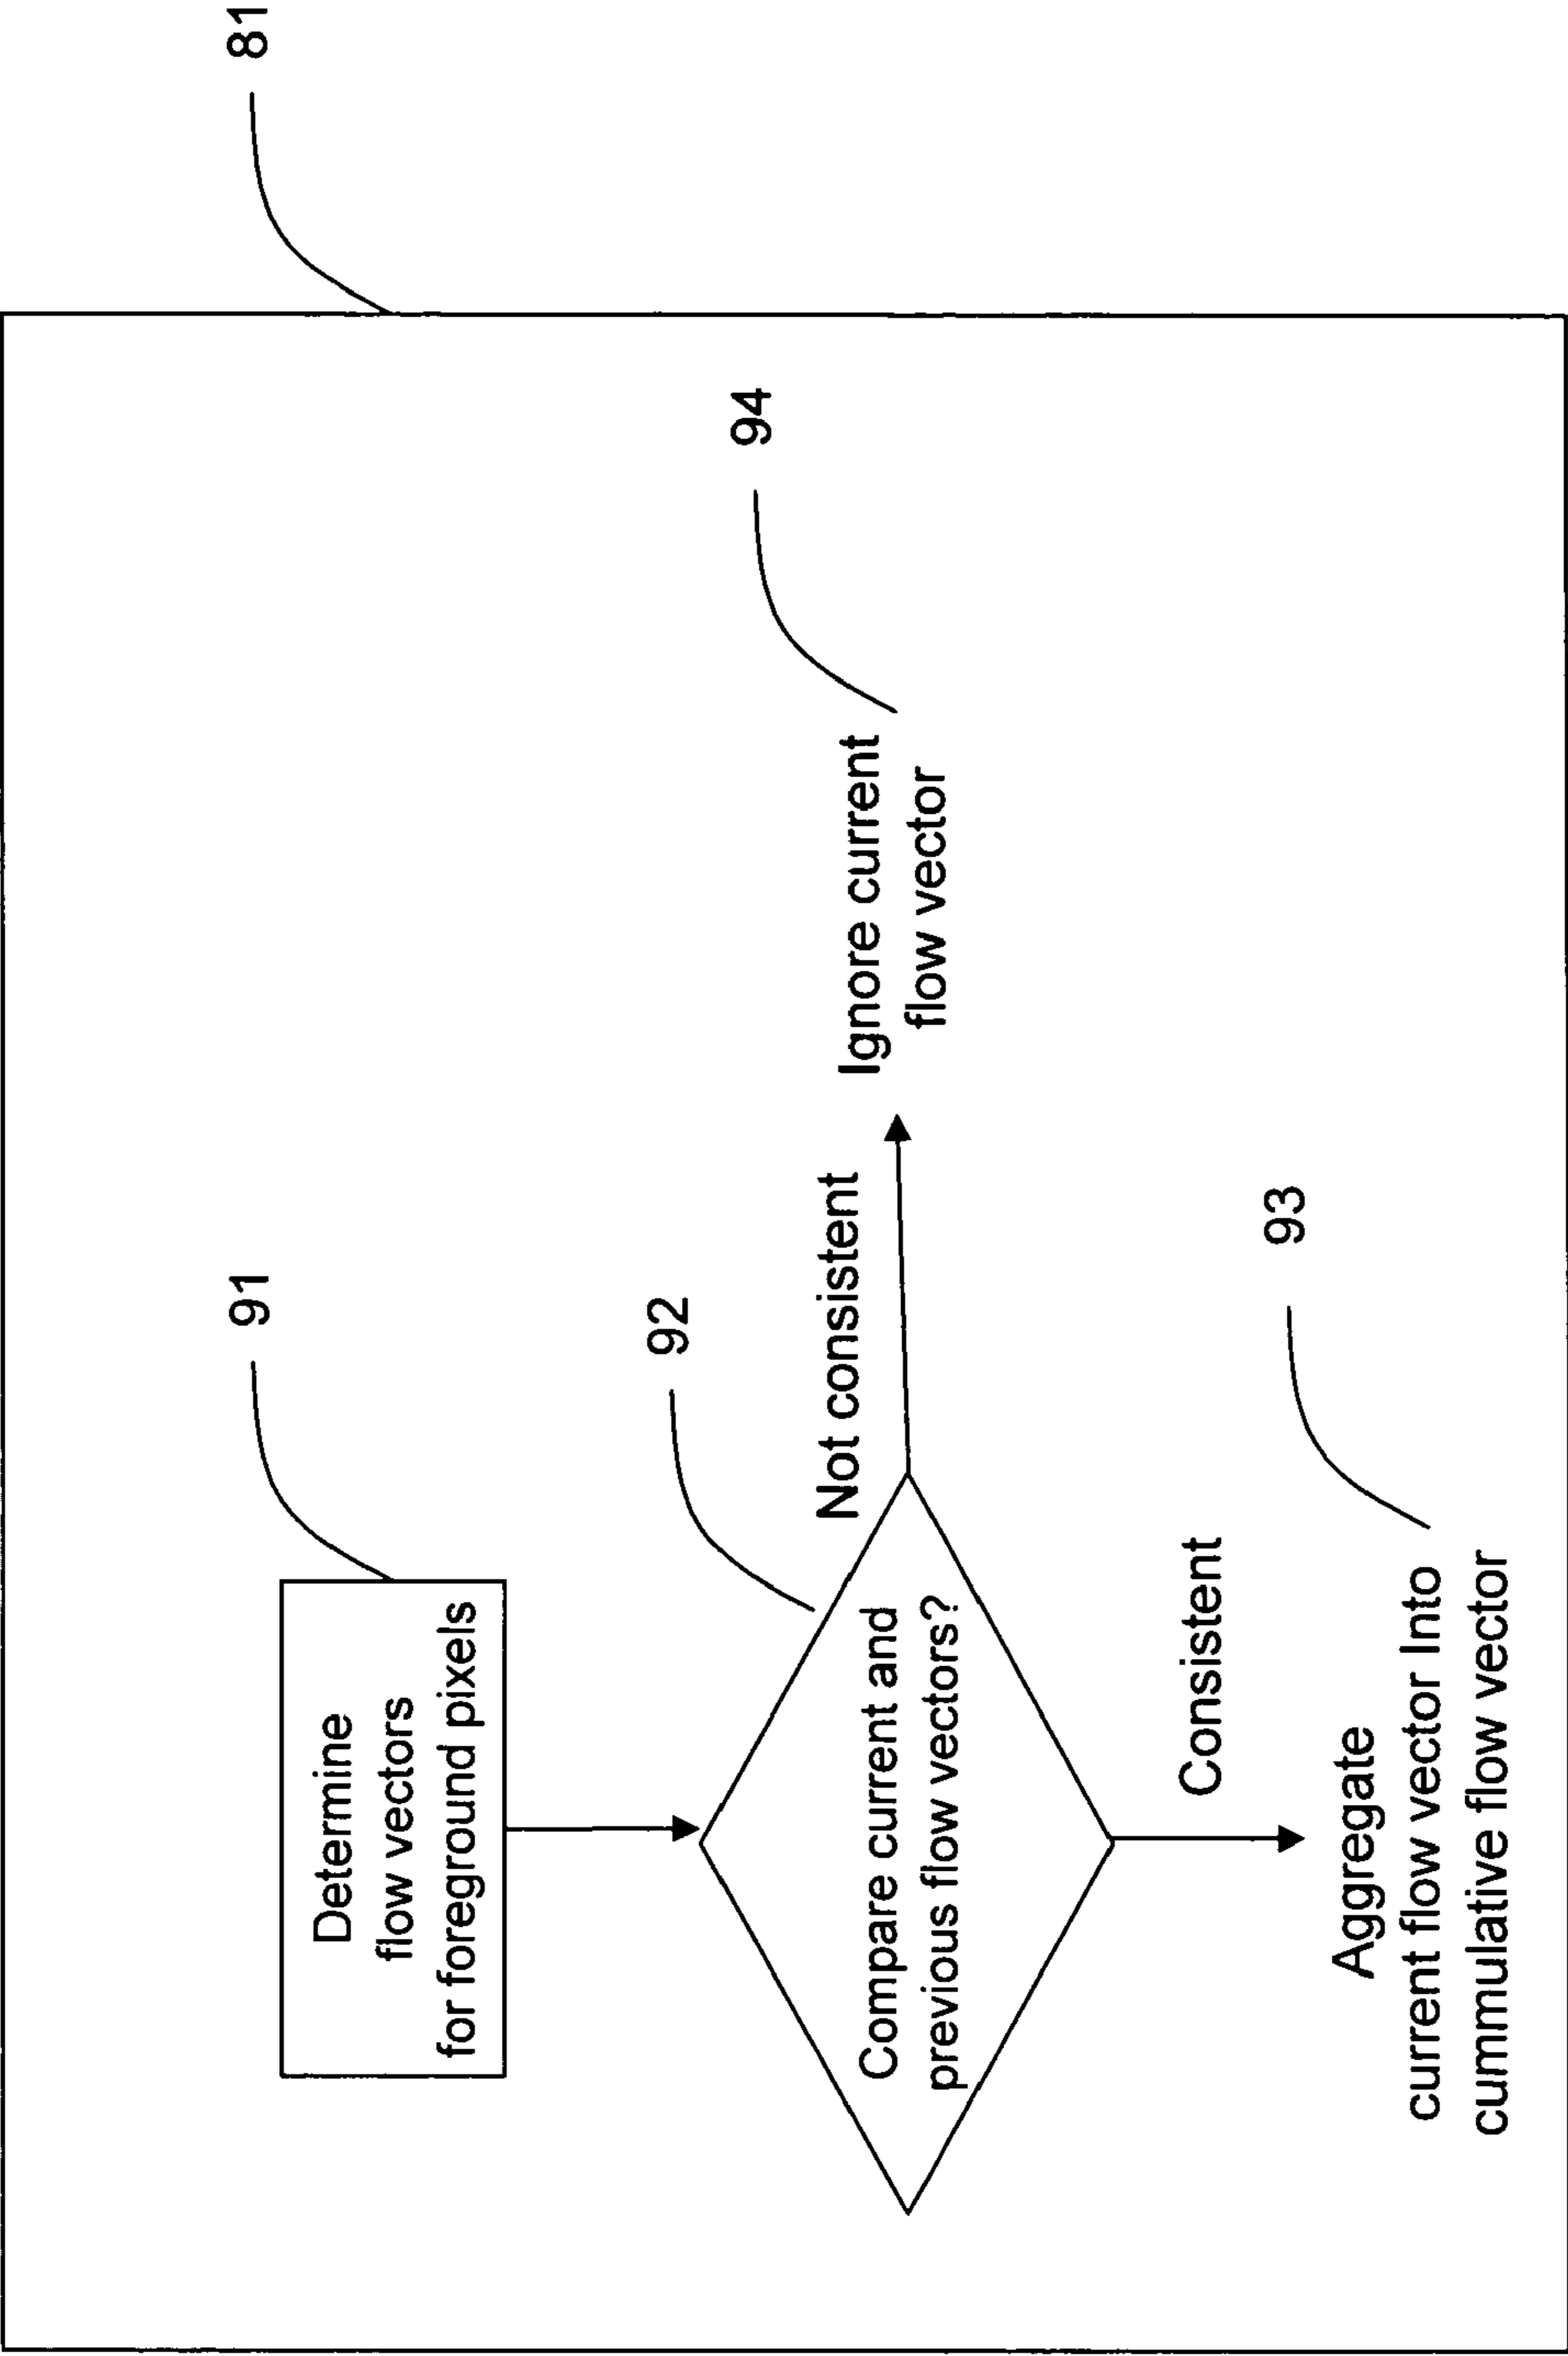 81
91
Determine
flow vectors
for foreground pixels
92
Compare current and
previous flow vectors?
Not consistent
94
Ignore current
flow vector
Consistent
93
Aggregate
current flow vector Into
cummulative flow vector